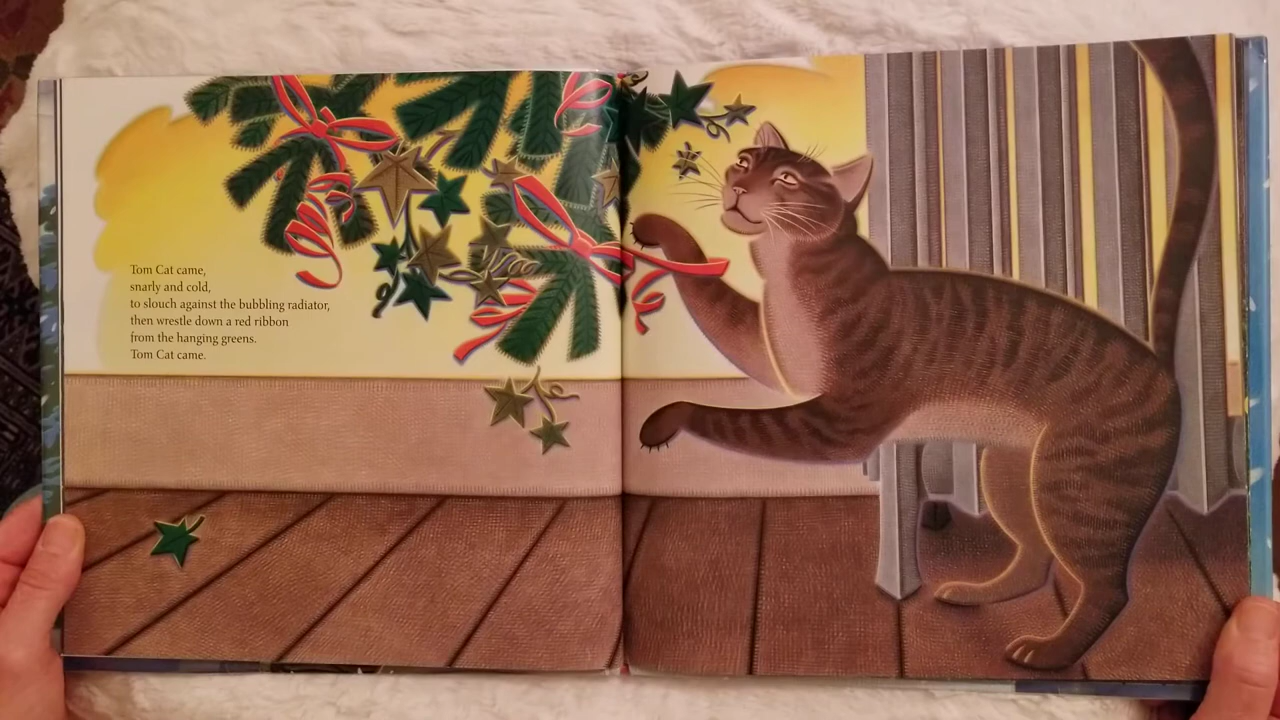 Tom Cat came,
snarly and cold,
to slouch against the bubbling radiator,
then wrestle down a red ribbon
from the hanging greens.
Tom Cat came.